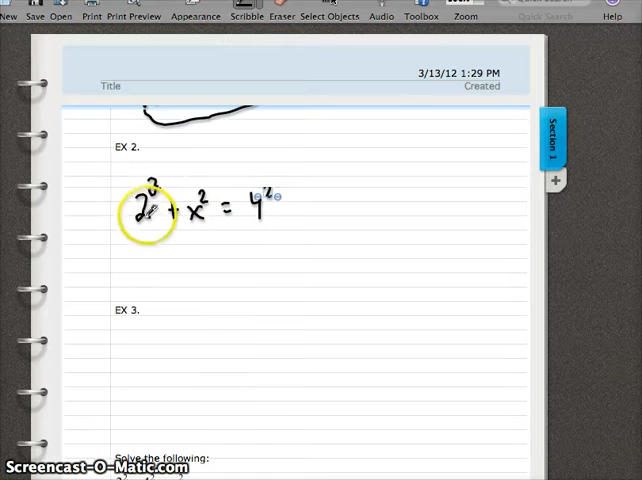 New Save Open Print Print Preview Appearance Scribble Eraser Select Objects Audio Toolbox Zoom Quick Search Help
3/13/12 1:29 PM
Title Created
EX 2.
2² + x² = 4²
Section 1
EX 3.
Solve the following:
Screencast-O-Matic.com